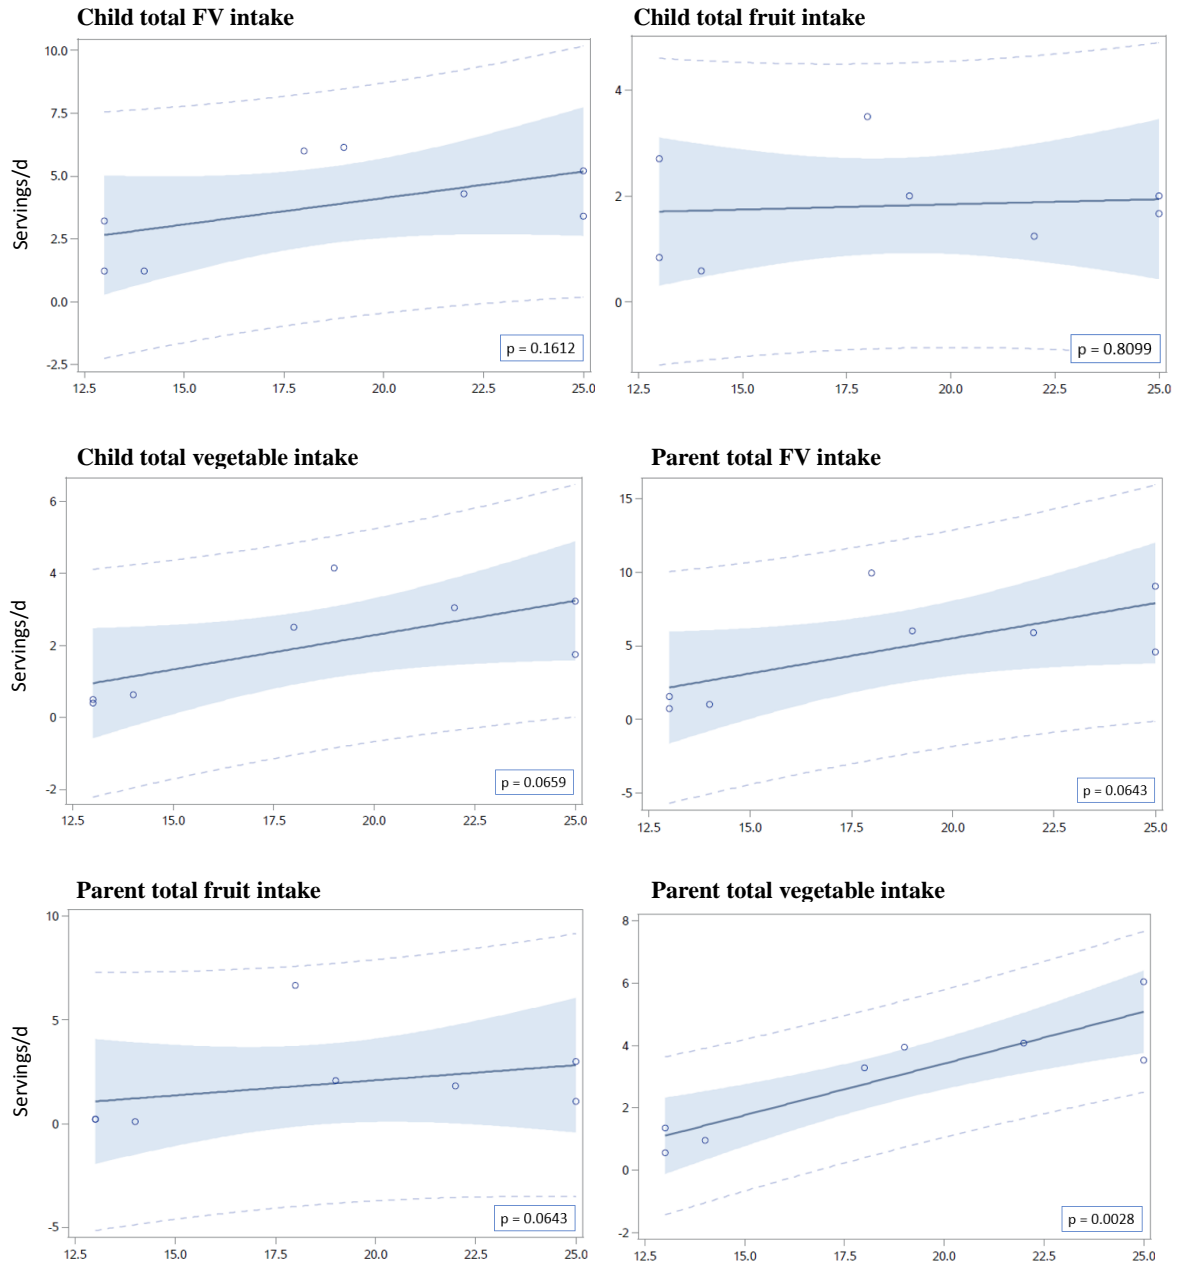 Child total FV intake
Child total fruit intake
10.0
7.5
5.0
2.5
0.0
-2.5
Servings/d
p = 0.1612
12.5 15.0 17.5 20.0 22.5 25.0
4
2
0
p = 0.8099
12.5 15.0 17.5 20.0 22.5 25.0
Child total vegetable intake
Parent total FV intake
6
4
2
0
-2
Servings/d
p = 0.0659
12.5 15.0 17.5 20.0 22.5 25.0
15
10
5
0
-5
p = 0.0643
12.5 15.0 17.5 20.0 22.5 25.0
Parent total fruit intake
Parent total vegetable intake
10
5
0
-5
Servings/d
p = 0.0643
12.5 15.0 17.5 20.0 22.5 25.0
8
6
4
2
0
-2
p = 0.0028
12.5 15.0 17.5 20.0 22.5 25.0